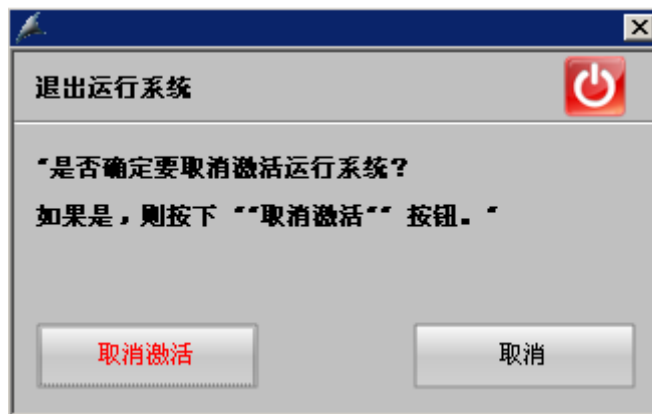 退出运行系统
"是否确定要取消激活运行系统？
如果是，则按下 ""取消激活"" 按钮。"
取消激活
取消